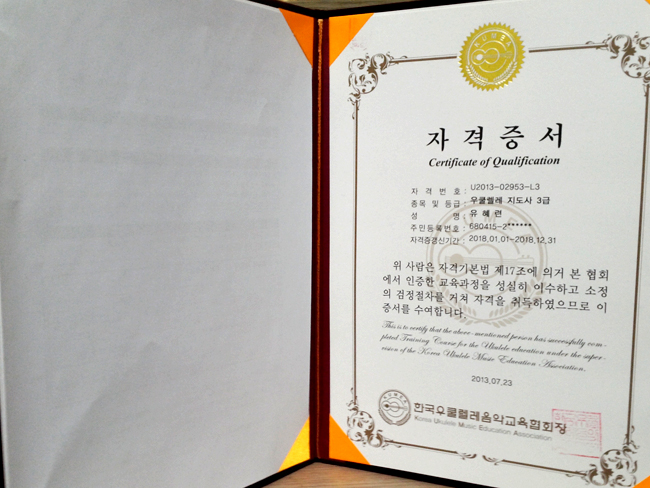 자격증서
Certificate of Qualification
자격번호 : U2013-02953-L3
종목 및 등급 : 우쿨렐레 지도사 3급
성명 : 유혜련
주민등록번호 : 680415-2******
자격증갱신기간 : 2018.01.01~2018.12.31
위 사람은 자격기본법 제17조에 의거 본 협회
에서 인증한 교육과정을 성실히 이수하고 소정
의 검정절차를 거쳐 자격을 취득하였으므로 이
증서를 수여합니다.
This is to certify that the above-mentioned person has successfully com-
pleted Training Course for the Ukulele education under the super-
vision of the Korea Ukulele Music Education Association.
2013.07.23
한국우쿨렐레음악교육협회장
Korea Ukulele Music Education Association